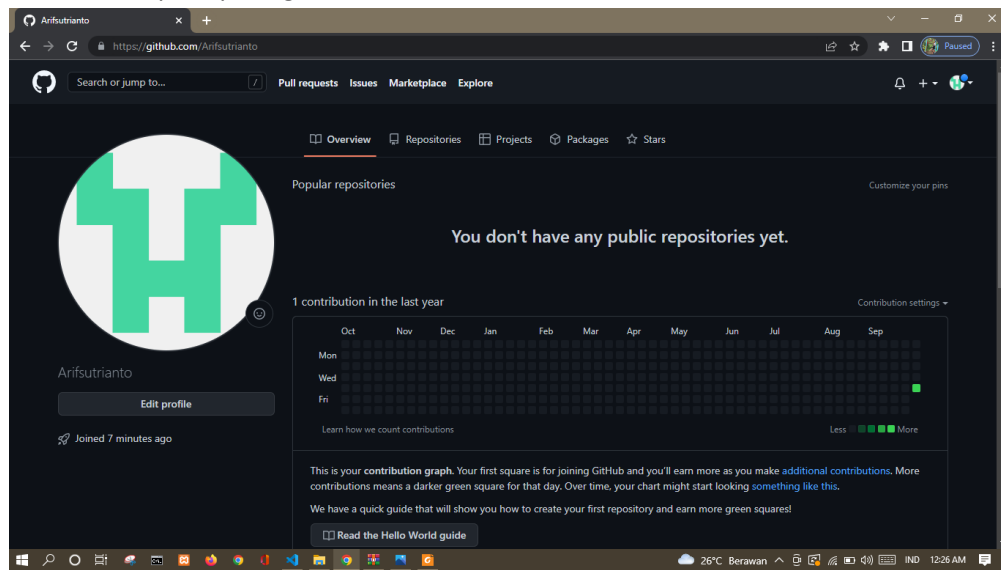 Arifsutrianto
https://github.com/Arifsutrianto
Paused
Search or jump to...
/
Pull requests Issues Marketplace Explore
Overview Repositories Projects Packages Stars
Popular repositories
Customize your pins
You don't have any public repositories yet.
1 contribution in the last year
Contribution settings
Oct Nov Dec Jan Feb Mar Apr May Jun Jul Aug Sep
Mon
Wed
Fri
Learn how we count contributions
Less More
Arifsutrianto
Edit profile
Joined 7 minutes ago
This is your contribution graph. Your first square is for joining GitHub and you'll earn more as you make additional contributions. More
contributions means a darker green square for that day. Over time, your chart might start looking something like this.
We have a quick guide that will show you how to create your first repository and earn more green squares!
Read the Hello World guide
26°C Berawan IND 12:26 AM